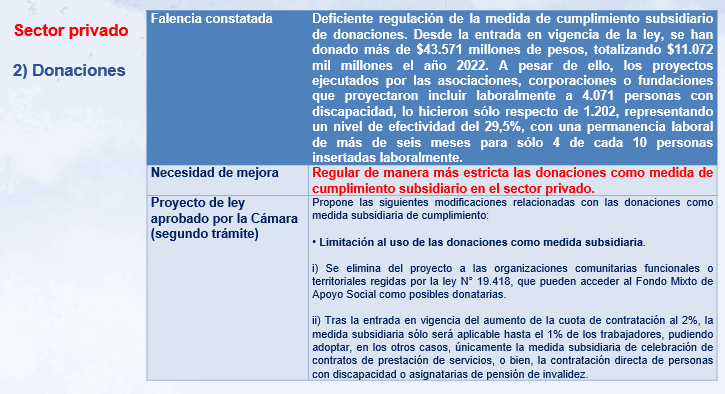 Sector privado
2) Donaciones
Falencia constatada
Deficiente regulación de la medida de cumplimiento subsidiario
de donaciones. Desde la entrada en vigencia de la ley, se han
donado más de $43.571 millones de pesos, totalizando $11.072
mil millones el año 2022. A pesar de ello, los proyectos
ejecutados por las asociaciones, corporaciones o fundaciones
que proyectaron incluir laboralmente a 4.071 personas con
discapacidad, lo hicieron sólo respecto de 1.202, representando
un nivel de efectividad del 29,5%, con una permanencia laboral
de más de seis meses para sólo 4 de cada 10 personas
insertadas laboralmente.
Necesidad de mejora
Regular de manera más estricta las donaciones como medida de
cumplimiento subsidiario en el sector privado.
Proyecto de ley
aprobado por la Cámara
(segundo trámite)
Propone las siguientes modificaciones relacionadas con las donaciones como
medida subsidiaria de cumplimiento:
• Limitación al uso de las donaciones como medida subsidiaria.
i) Se elimina del proyecto a las organizaciones comunitarias funcionales o
territoriales regidas por la ley N° 19.418, que pueden acceder al Fondo Mixto de
Apoyo Social como posibles donatarias.
ii) Tras la entrada en vigencia del aumento de la cuota de contratación al 2%, la
medida subsidiaria sólo será aplicable hasta el 1% de los trabajadores, pudiendo
adoptar, en los otros casos, únicamente la medida subsidiaria de celebración de
contratos de prestación de servicios, o bien, la contratación directa de personas
con discapacidad o asignatarias de pensión de invalidez.